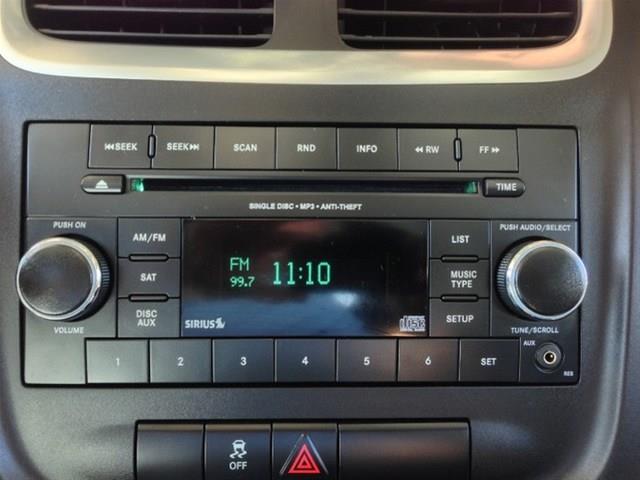 SEEK SEEK SCAN RND INFO RW FF
TIME
SINGLE DISC • MP3 • ANTI-THEFT
PUSH ON
PUSH AUDIO/SELECT
AM/FM
LIST
FM
99.7
11:10
SAT
MUSIC
TYPE
DISC
AUX
SETUP
SIRIUS
disc
VOLUME
TUNE/SCROLL
1 2 3 4 5 6 SET
AUX
RES
OFF